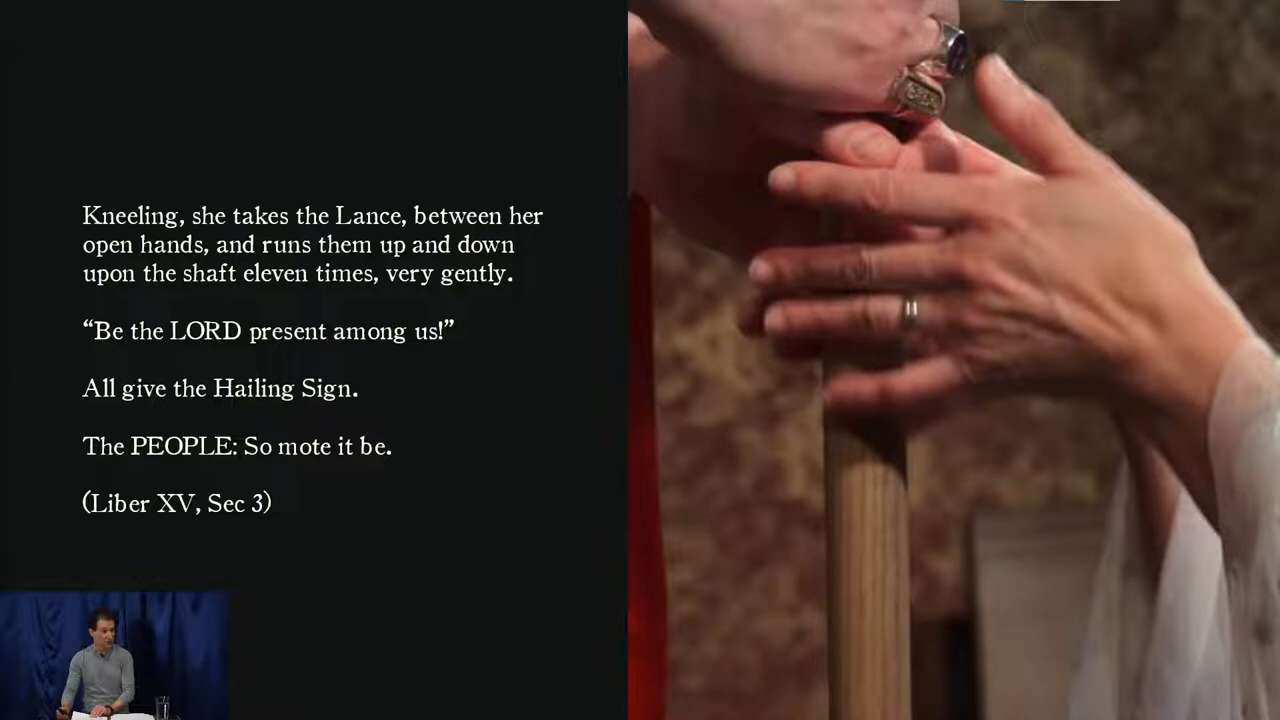 Kneeling, she takes the Lance, between her
open hands, and runs them up and down
upon the shaft eleven times, very gently.
“Be the LORD present among us!”
All give the Hailing Sign.
The PEOPLE: So mote it be.
(Liber XV, Sec 3)